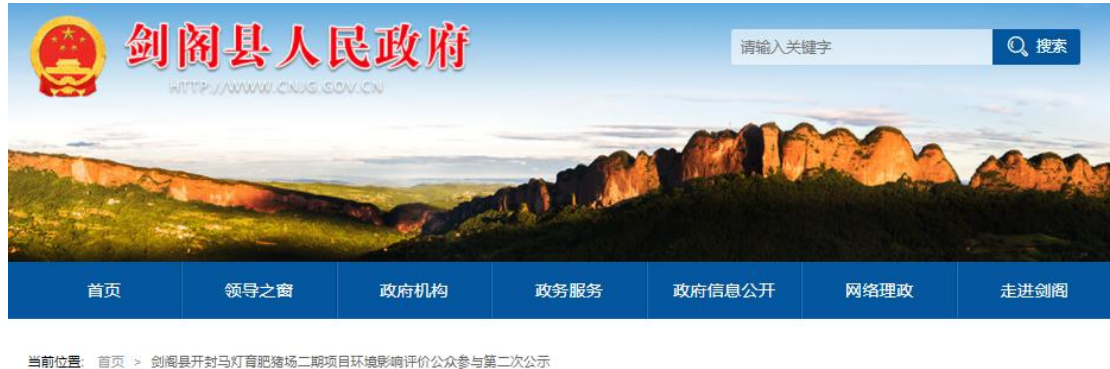 剑阁县人民政府
HTTP://WWW.CNJG.GOV.CN
请输入关键字
搜索
首页 领导之窗 政府机构 政务服务 政府信息公开 网络理政 走进剑阁
当前位置: 首页 > 剑阁县开封马灯育肥猪场二期项目环境影响评价公众参与第二次公示